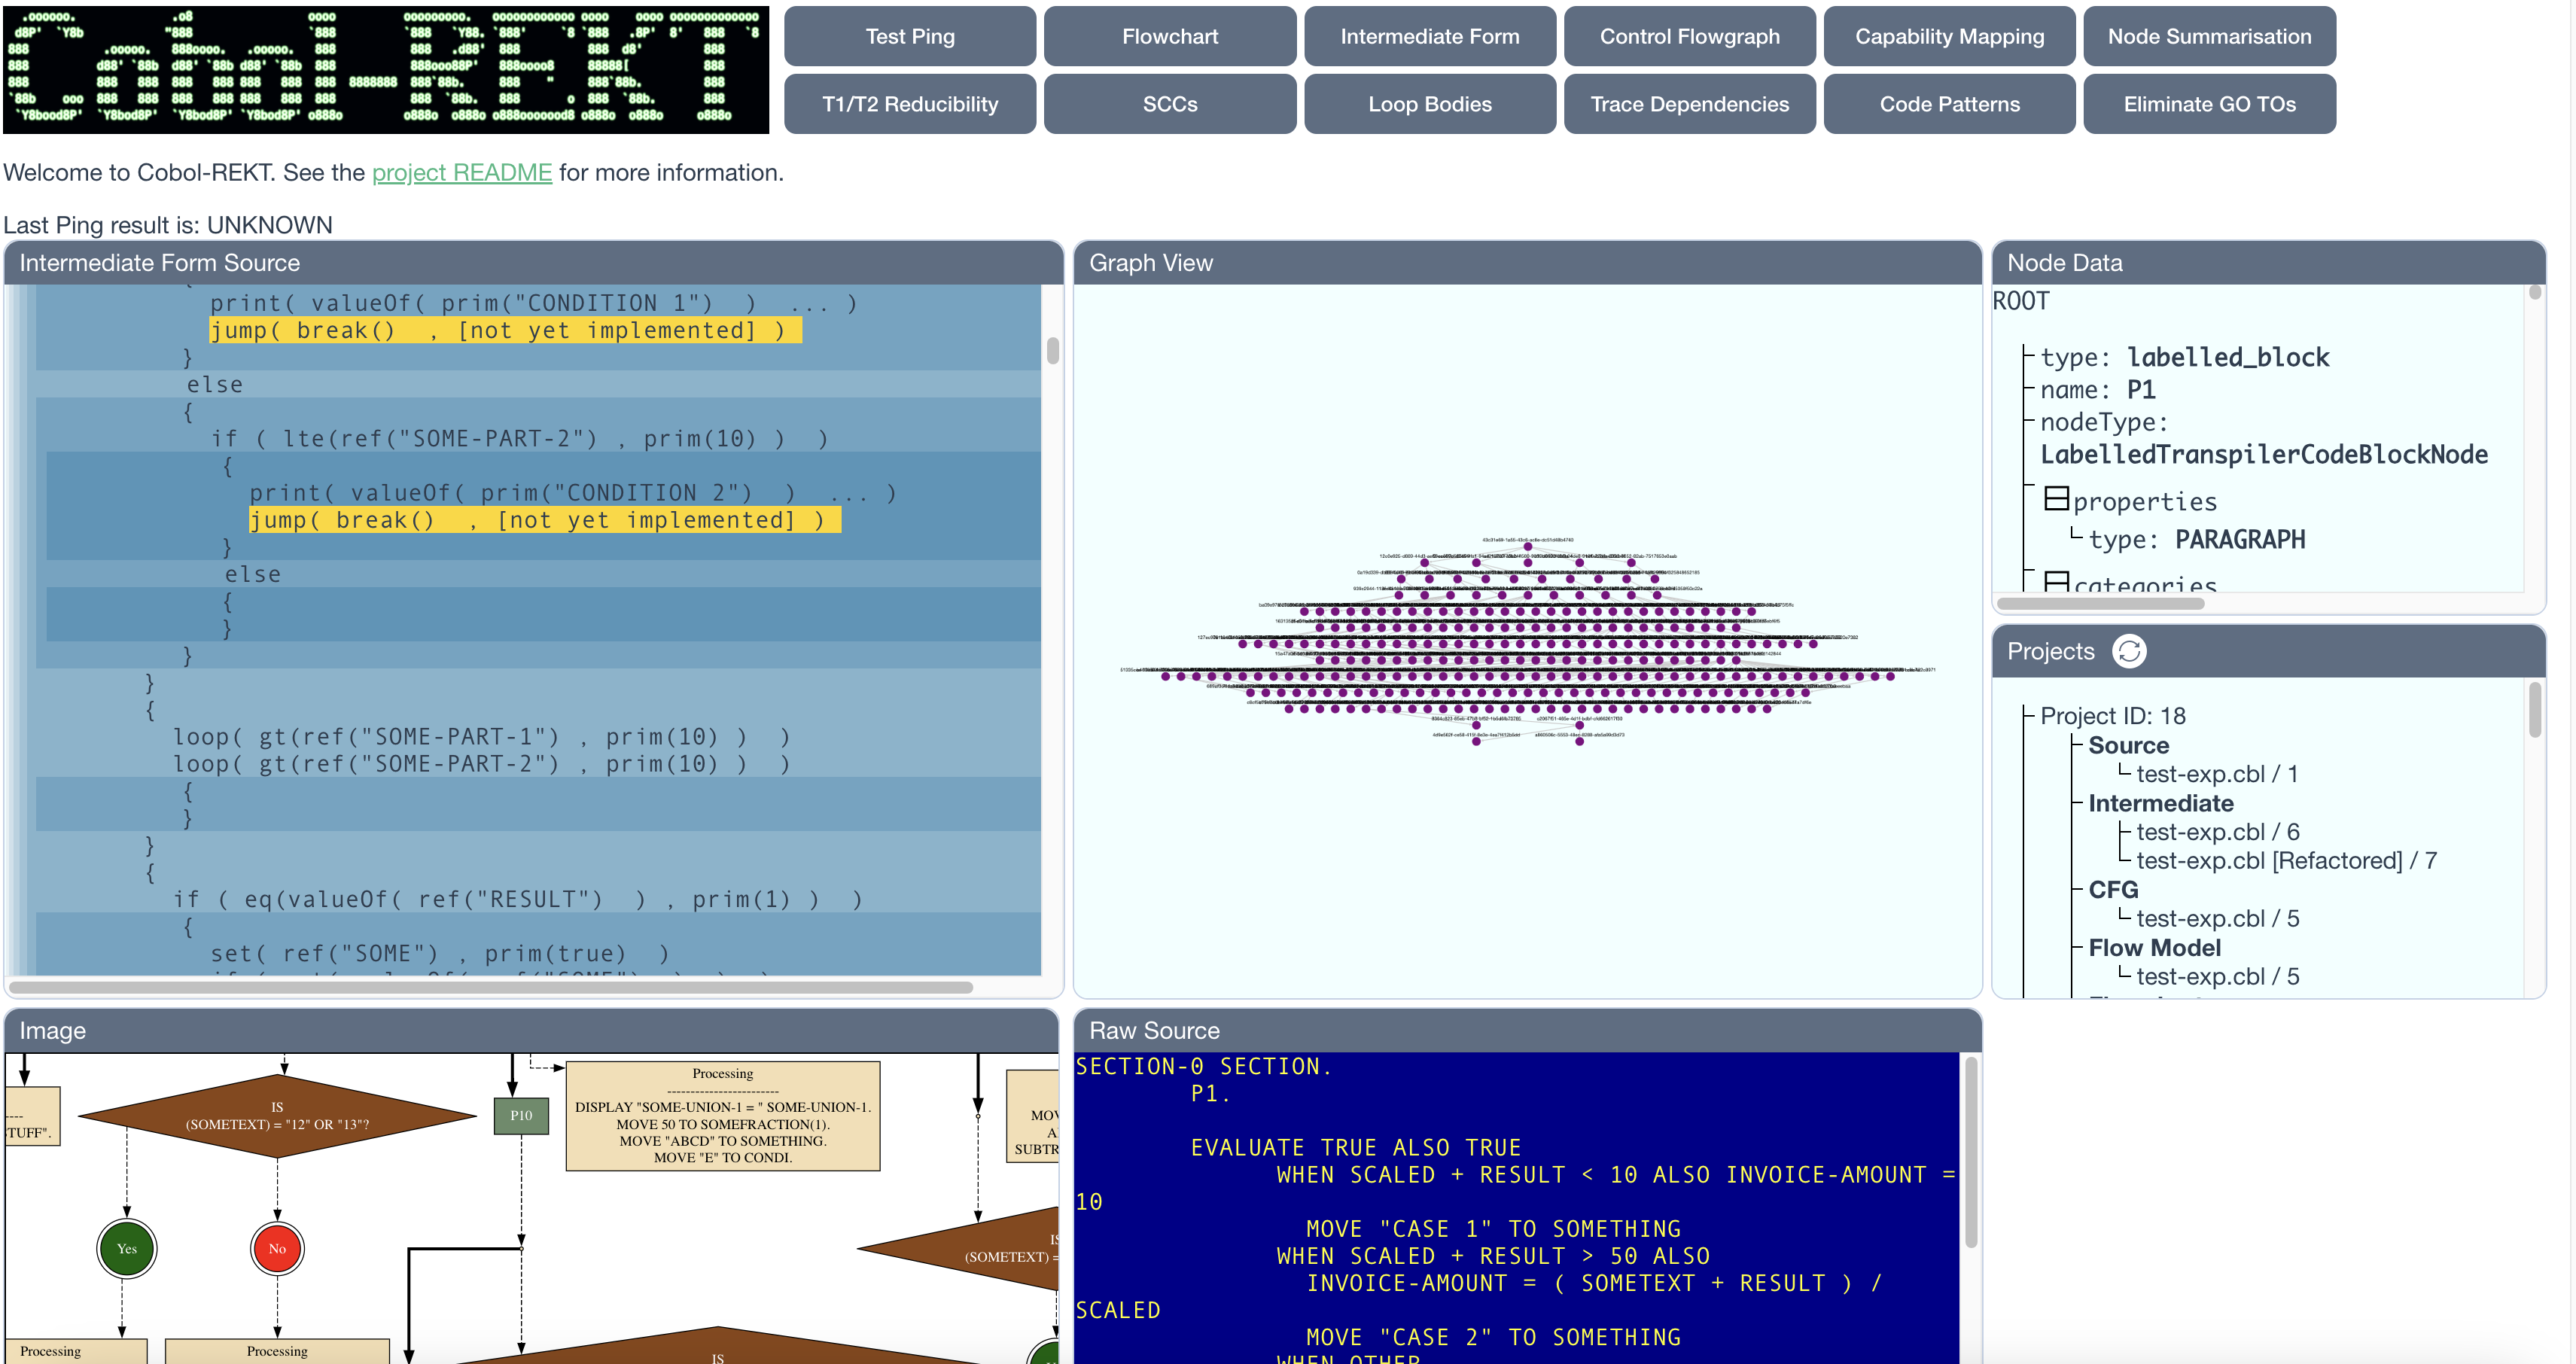 Cobol-REKT
Test Ping
Flowchart
Intermediate Form
Control Flowgraph
Capability Mapping
Node Summarisation
T1/T2 Reducibility
SCCs
Loop Bodies
Trace Dependencies
Code Patterns
Eliminate GO TOs
Welcome to Cobol-REKT. See the project README for more information.
Last Ping result is: UNKNOWN
Intermediate Form Source
{
print( valueOf( prim("CONDITION 1") ) ... )
jump( break() , [not yet implemented] )
}
else
{
if ( lte(ref("SOME-PART-2") , prim(10) ) )
{
print( valueOf( prim("CONDITION 2") ) ... )
jump( break() , [not yet implemented] )
}
else
{
}
}
}
{
loop( gt(ref("SOME-PART-1") , prim(10) ) )
loop( gt(ref("SOME-PART-2") , prim(10) ) )
{
}
}
{
if ( eq(valueOf( ref("RESULT") ) , prim(1) ) )
{
set( ref("SOME") , prim(true) )
Graph View
Node Data
ROOT
type: labelled_block
name: P1
nodeType:
LabelledTranspilerCodeBlockNode
properties
type: PARAGRAPH
categories
Projects
Project ID: 18
Source
test-exp.cbl / 1
Intermediate
test-exp.cbl / 6
test-exp.cbl [Refactored] / 7
CFG
test-exp.cbl / 5
Flow Model
test-exp.cbl / 5
Image
TUFF".
IS
(SOMETEXT) = "12" OR "13"?
P10
Processing
-----------------------
DISPLAY "SOME-UNION-1 = " SOME-UNION-1.
MOVE 50 TO SOMEFRACTION(1).
MOVE "ABCD" TO SOMETHING.
MOVE "E" TO CONDI.
MOV
A
SUBTR
IS
(SOMETEXT) =
Yes
No
Processing
Processing
IS
Raw Source
SECTION-0 SECTION.
P1.
EVALUATE TRUE ALSO TRUE
WHEN SCALED + RESULT < 10 ALSO INVOICE-AMOUNT =
10
MOVE "CASE 1" TO SOMETHING
WHEN SCALED + RESULT > 50 ALSO
INVOICE-AMOUNT = ( SOMETEXT + RESULT ) /
SCALED
MOVE "CASE 2" TO SOMETHING
WHEN OTHER